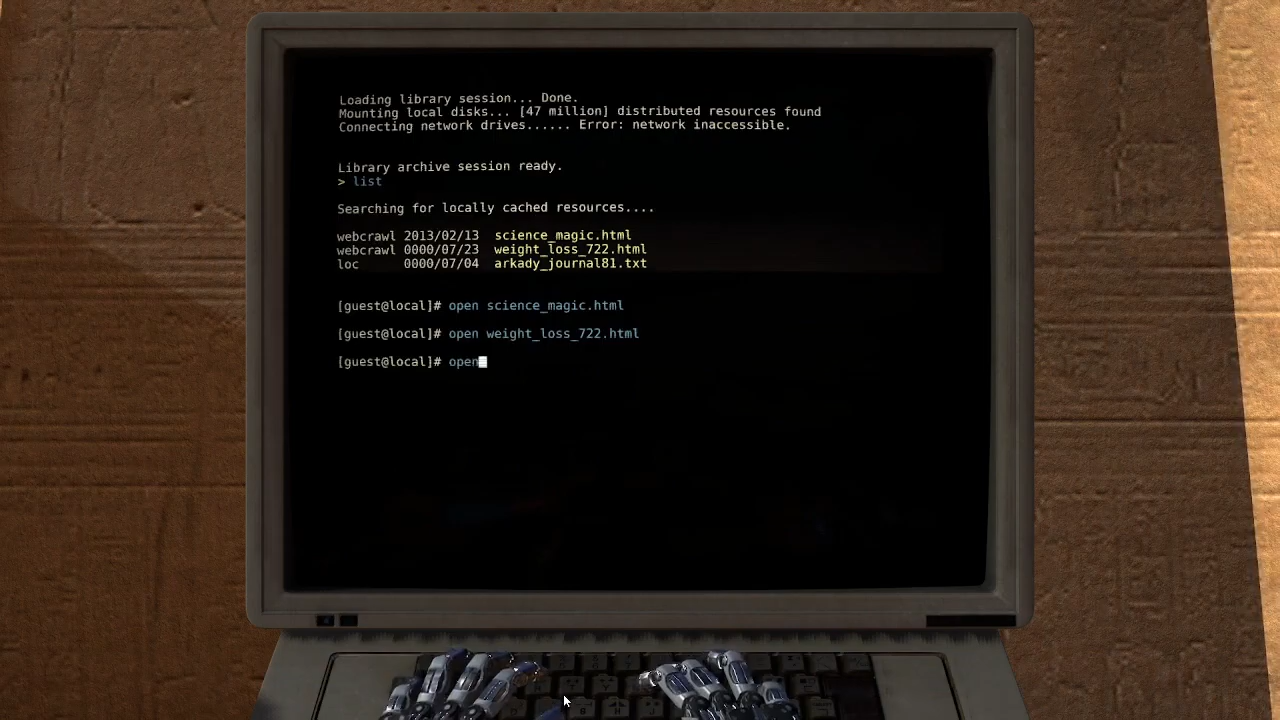 Loading library session... Done.
Mounting local disks... [47 million] distributed resources found
Connecting network drives...... Error: network inaccessible.
Library archive session ready.
> list
Searching for locally cached resources....
webcrawl 2013/02/13 science_magic.html
webcrawl 0000/07/23 weight_loss_722.html
loc 0000/07/04 arkady_journal81.txt
[guest@local]# open science_magic.html
[guest@local]# open weight_loss_722.html
[guest@local]# open